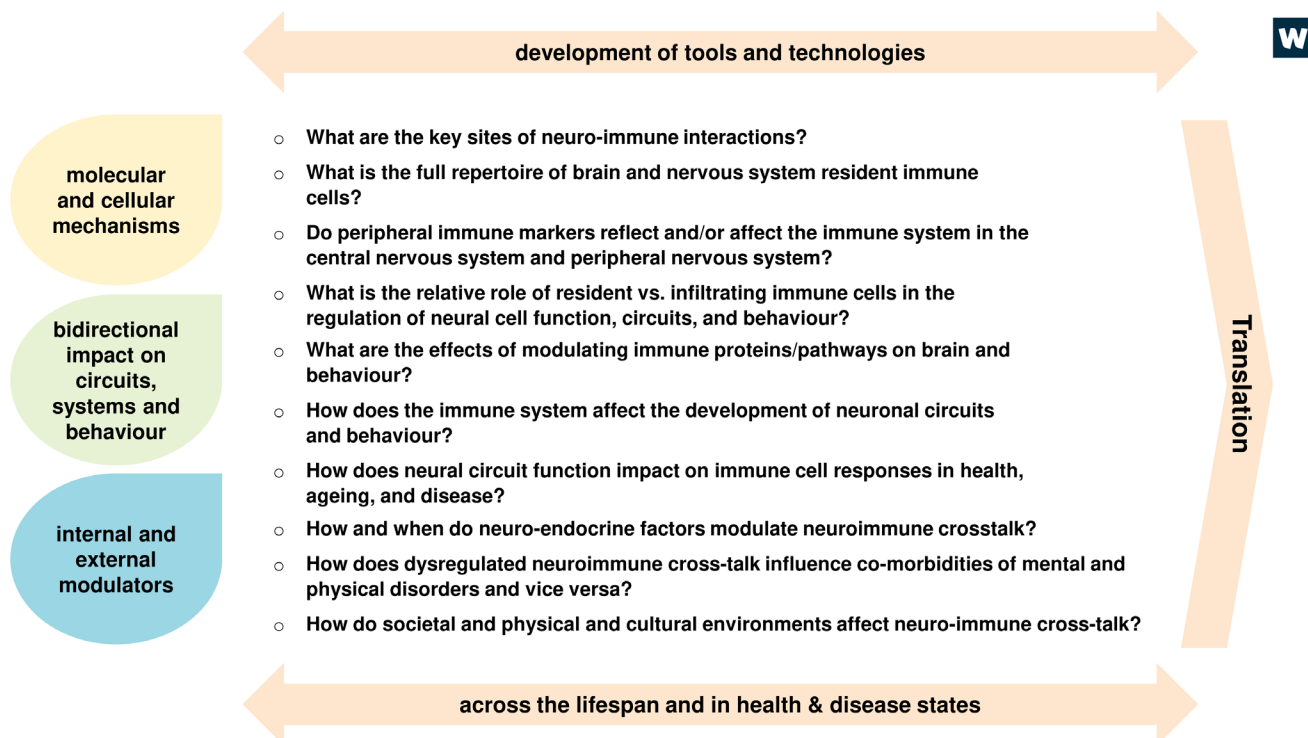 development of tools and technologies
W
molecular
and cellular
mechanisms
bidirectional
impact on
circuits,
systems and
behaviour
internal and
external
modulators
○ What are the key sites of neuro-immune interactions?
○ What is the full repertoire of brain and nervous system resident immune
cells?
○ Do peripheral immune markers reflect and/or affect the immune system in the
central nervous system and peripheral nervous system?
○ What is the relative role of resident vs. infiltrating immune cells in the
regulation of neural cell function, circuits, and behaviour?
○ What are the effects of modulating immune proteins/pathways on brain and
behaviour?
○ How does the immune system affect the development of neuronal circuits
and behaviour?
○ How does neural circuit function impact on immune cell responses in health,
ageing, and disease?
○ How and when do neuro-endocrine factors modulate neuroimmune crosstalk?
○ How does dysregulated neuroimmune cross-talk influence co-morbidities of mental and
physical disorders and vice versa?
○ How do societal and physical and cultural environments affect neuro-immune cross-talk?
Translation
across the lifespan and in health & disease states